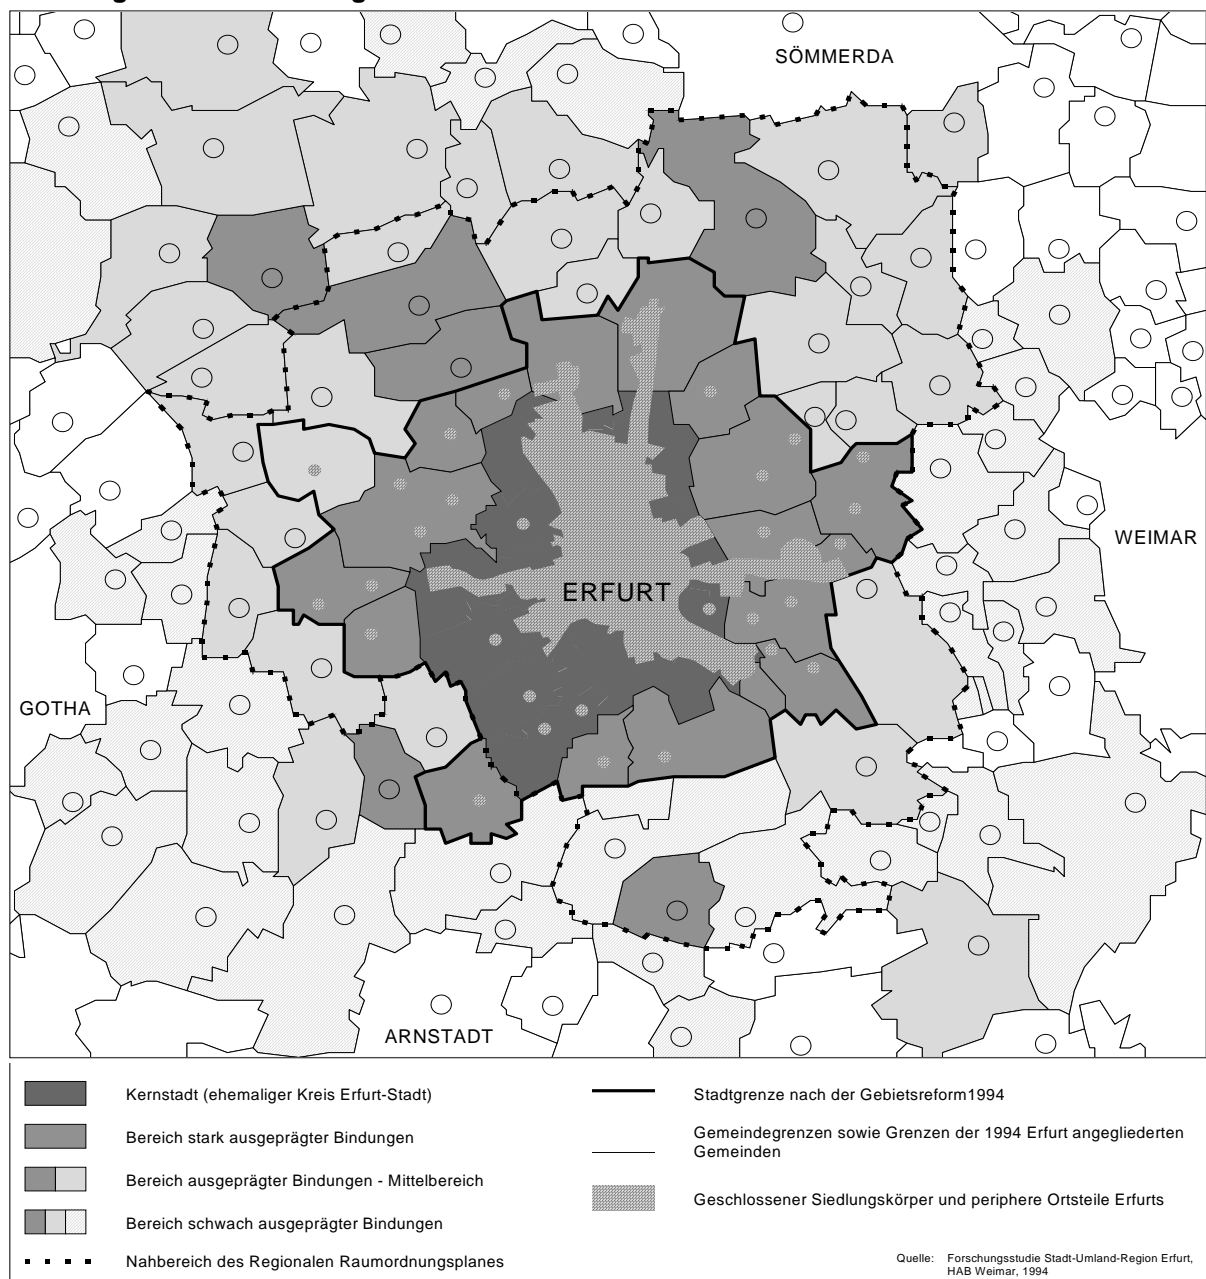 SÖMMERDA
WEIMAR
ERFURT
GOTHA
ARNSTADT
Kernstadt (ehemaliger Kreis Erfurt-Stadt)
Bereich stark ausgeprägter Bindungen
Bereich ausgeprägter Bindungen - Mittelbereich
Bereich schwach ausgeprägter Bindungen
Nahbereich des Regionalen Raumordnungsplanes
Stadtgrenze nach der Gebietsreform1994
Gemeindegrenzen sowie Grenzen der 1994 Erfurt angegliederten
Gemeinden
Geschlossener Siedlungskörper und periphere Ortsteile Erfurts
Quelle: Forschungsstudie Stadt-Umland-Region Erfurt,
HAB Weimar, 1994